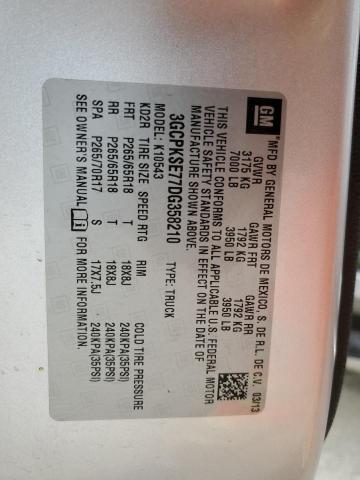 GM
*MFD BY GENERAL MOTORS DE MEXICO, S. DE R.L. DE C.V. 03/13
GVWR GAWR FRT GAWR RR
3175 KG 1792 KG 1792 KG
7000 LB 3950 LB 3950 LB
THIS VEHICLE CONFORMS TO ALL APPLICABLE U.S. FEDERAL MOTOR
VEHICLE SAFETY STANDARDS IN EFFECT ON THE DATE OF
MANUFACTURE SHOWN ABOVE.
3GCPKSE77DG358210 TYPE: TRUCK
MODEL: K10543
KD2R TIRE SIZE SPEED RTG RIM COLD TIRE PRESSURE
FRT P265/65R18 T 18X8J 240KPA(35PSI)
RR P265/65R18 T 18X8J 240KPA(35PSI)
SPA P265/70R17 S 17X7.5J 240KPA(35PSI)
SEE OWNER'S MANUAL i FOR MORE INFORMATION.